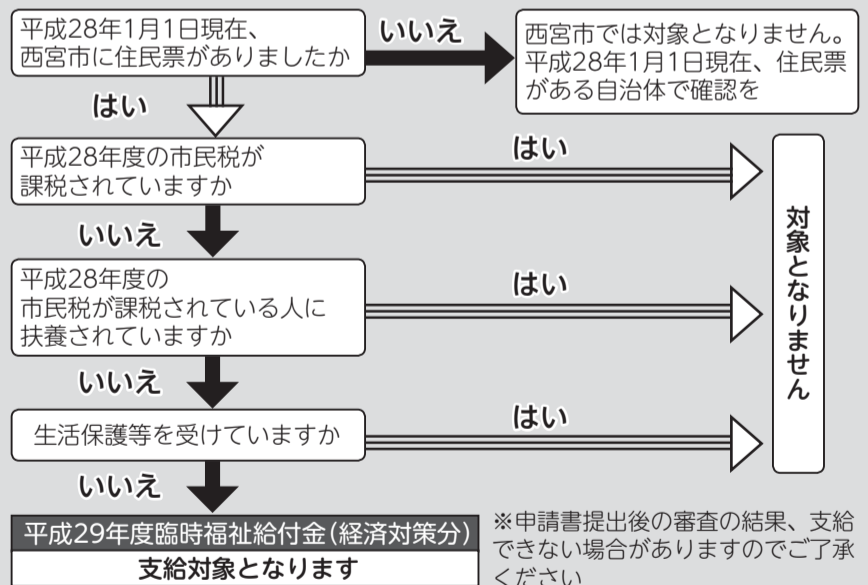 平成28年1月1日現在、
西宮市に住民票がありましたか
いいえ
西宮市では対象となりません。
平成28年1月1日現在、住民票
がある自治体で確認を
はい
平成28年度の市民税が
課税されていますか
はい
いいえ
平成28年度の
市民税が課税されている人に
扶養されていますか
はい
いいえ
生活保護等を受けていますか
はい
対象となりません
いいえ
平成29年度臨時福祉給付金(経済対策分)
支給対象となります
※申請書提出後の審査の結果、支給
できない場合がありますのでご了承
ください